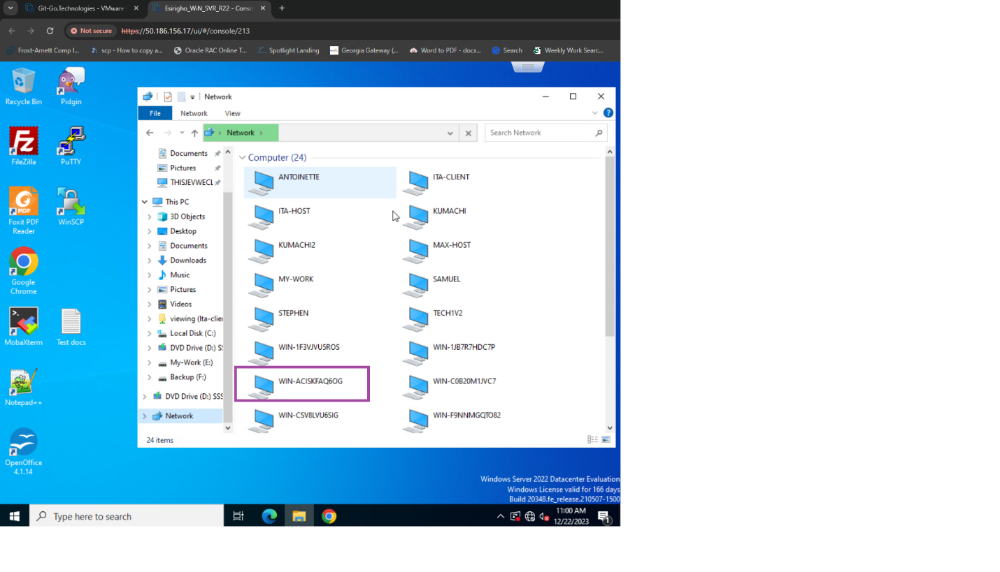 Git-Go.Technologies - VMware
Esirigho_WiN_SVR_R22 - Conso
Not secure
https://50.186.156.17/ui/#/console/213
Frost-Arnett Comp I...
scp - How to copy a...
Oracle RAC Online T...
Spotlight Landing
Georgia Gateway (...
Word to PDF - docx...
Search
Weekly Work Searc...
Recycle Bin
Pidgin
FileZilla
PuTTY
Foxit PDF
Reader
WinSCP
Google
Chrome
MobaXterm
Test docs
Notepad++
OpenOffice
4.1.14
Network
File
Network
View
Network
Search Network
Documents
Pictures
THISJEVWECL
This PC
3D Objects
Desktop
Documents
Downloads
Music
Pictures
Videos
viewing (Ita-clien
Local Disk (C:)
DVD Drive (D:) SS
My-Work (E:)
Backup (F:)
DVD Drive (D:) SSS
Network
Computer (24)
ANTOINETTE
ITA-CLIENT
ITA-HOST
KUMACHI
KUMACHI2
MAX-HOST
MY-WORK
SAMUEL
STEPHEN
TECH1V2
WIN-1F3VJVU5ROS
WIN-1JB7R7HDC7P
WIN-ACISKFAQ6OG
WIN-C0B20M1JVC7
WIN-CSV8LVU6SIG
WIN-F9NNMGQTO82
24 items
Windows Server 2022 Datacenter Evaluation
Windows License valid for 166 days
Build 20348.fe_release.210507-1500
Type here to search
11:00 AM
12/22/2023
1